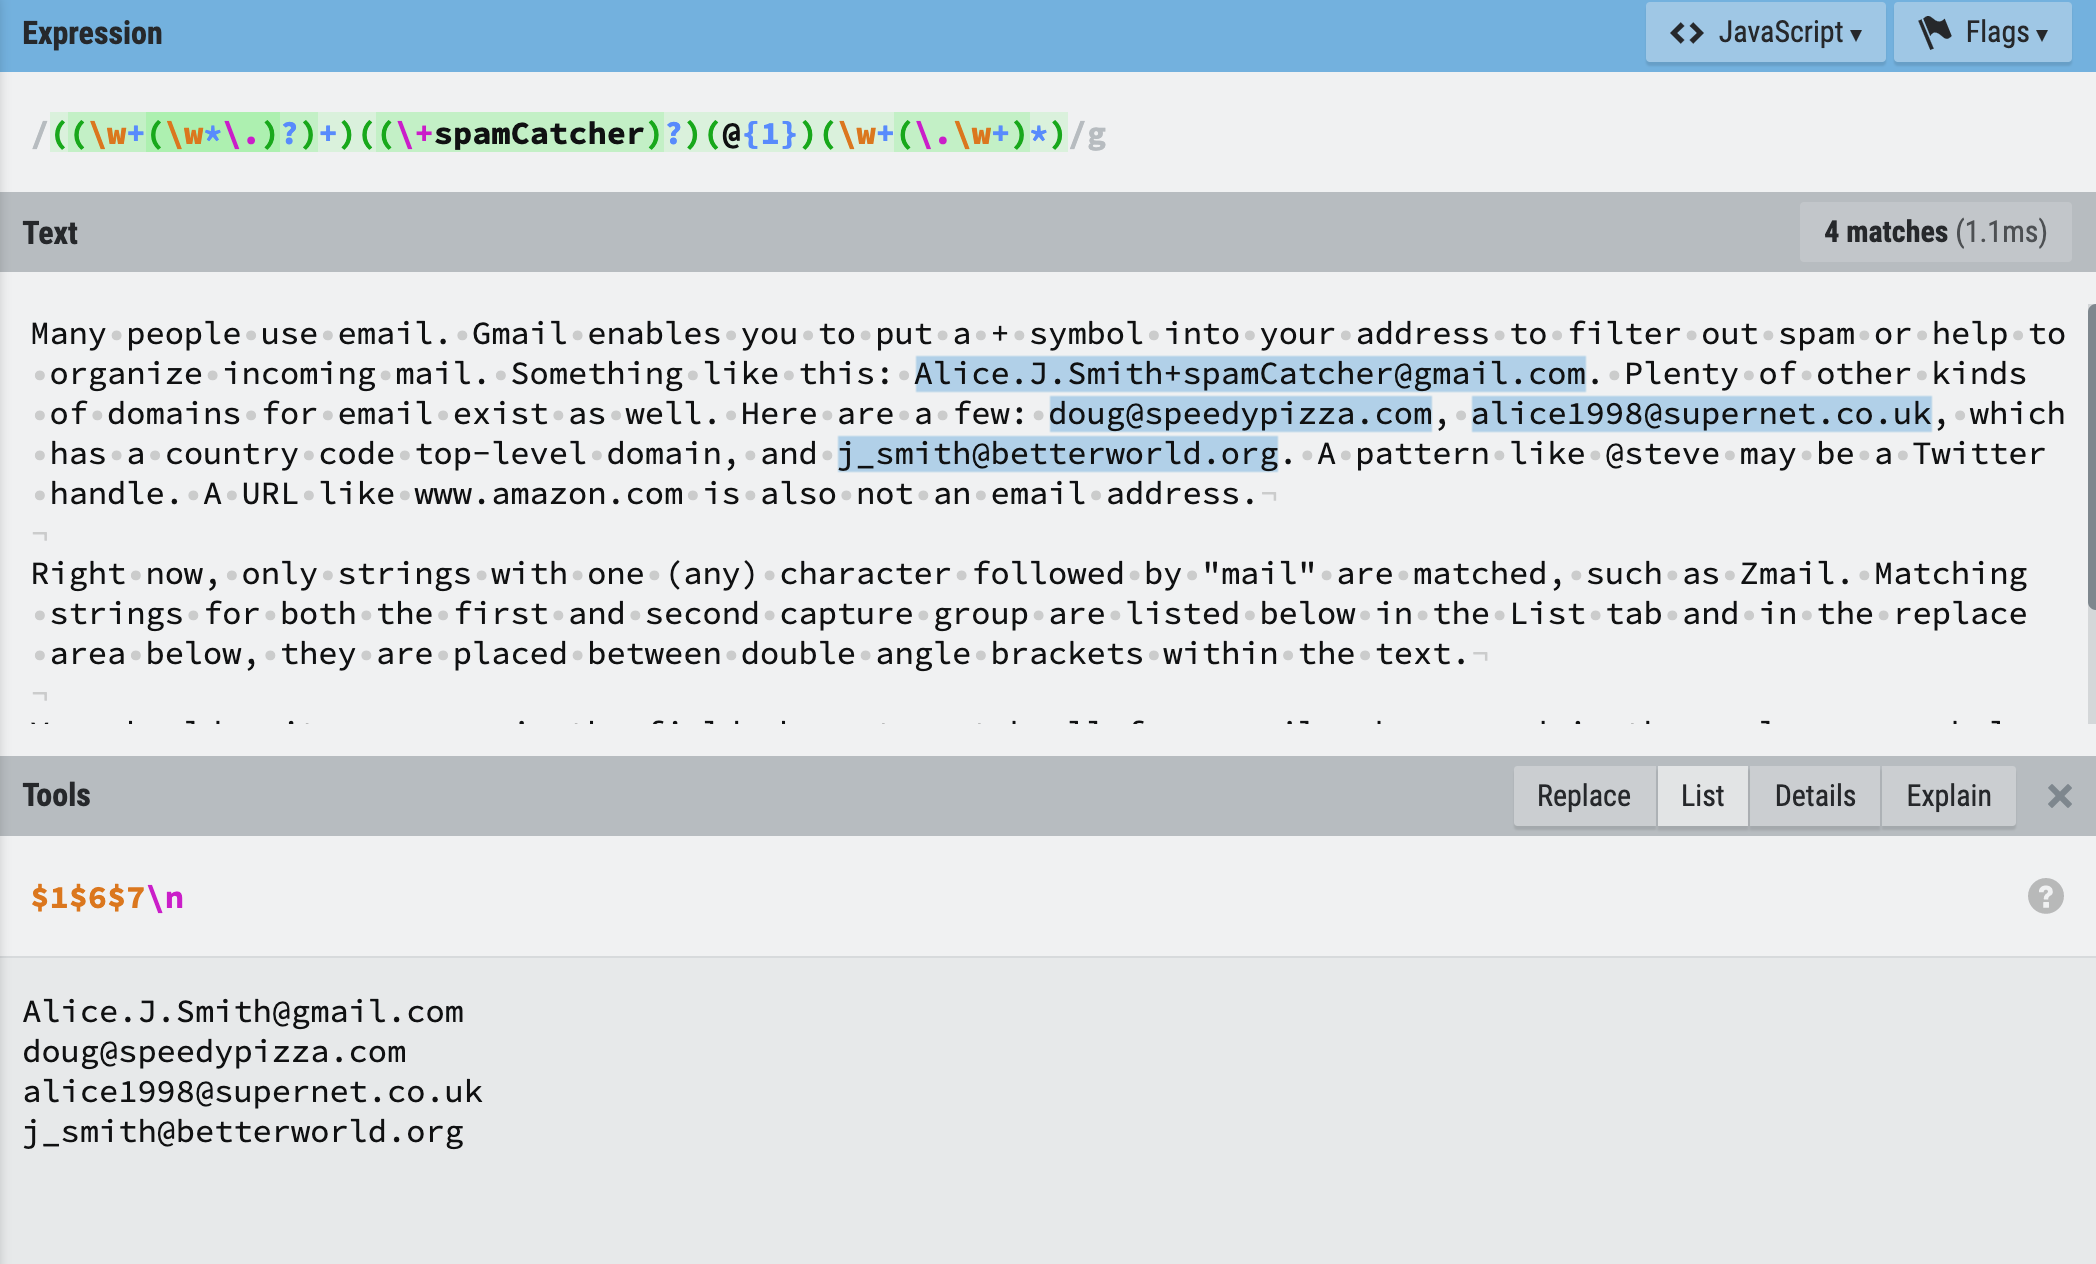 Expression
<> JavaScript ▾
Flags ▾
/((\w+(\w*\.)?)+)((\+spamCatcher)?)(@{1})(\w+(\.\w+)*)/g
Text
4 matches (1.1ms)
Many people use email. Gmail enables you to put a + symbol into your address to filter out spam or help to
organize incoming mail. Something like this: Alice.J.Smith+spamCatcher@gmail.com. Plenty of other kinds
of domains for email exist as well. Here are a few: doug@speedypizza.com, alice1998@supernet.co.uk, which
has a country code top-level domain, and j_smith@betterworld.org. A pattern like @steve may be a Twitter
handle. A URL like www.amazon.com is also not an email address.
Right now, only strings with one (any) character followed by "mail" are matched, such as Zmail. Matching
strings for both the first and second capture group are listed below in the List tab and in the replace
area below, they are placed between double angle brackets within the text.
Tools
Replace
List
Details
Explain
$1$6$7\n
?
Alice.J.Smith@gmail.com
doug@speedypizza.com
alice1998@supernet.co.uk
j_smith@betterworld.org